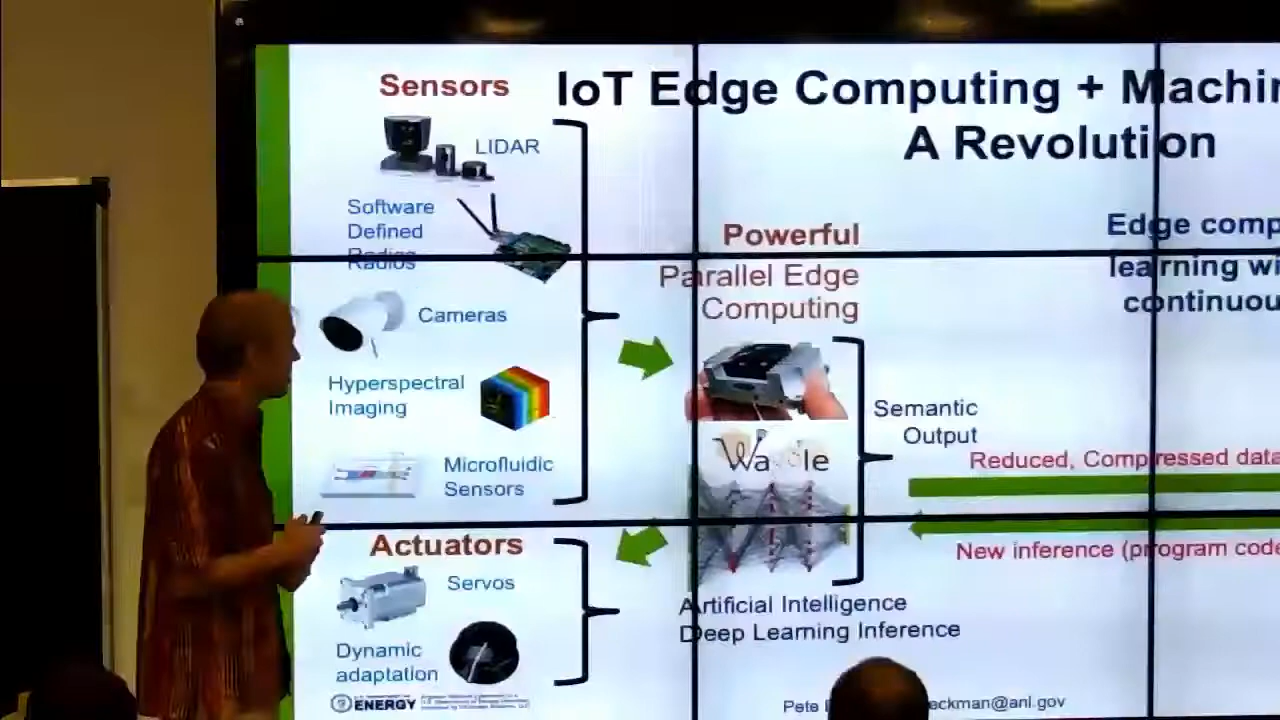 Sensors
IoT Edge Computing + Machin
A Revolution
LIDAR
Software
Defined
Radios
Cameras
Hyperspectral
Imaging
Microfluidic
Sensors
Powerful
Parallel Edge
Computing
Edge comp
learning wi
continuou
Semantic
Output
Reduced, Compressed data
New inference (program code
Actuators
Servos
Dynamic
adaptation
Artificial Intelligence
Deep Learning Inference
ENERGY
Pete
eckman@anl.gov